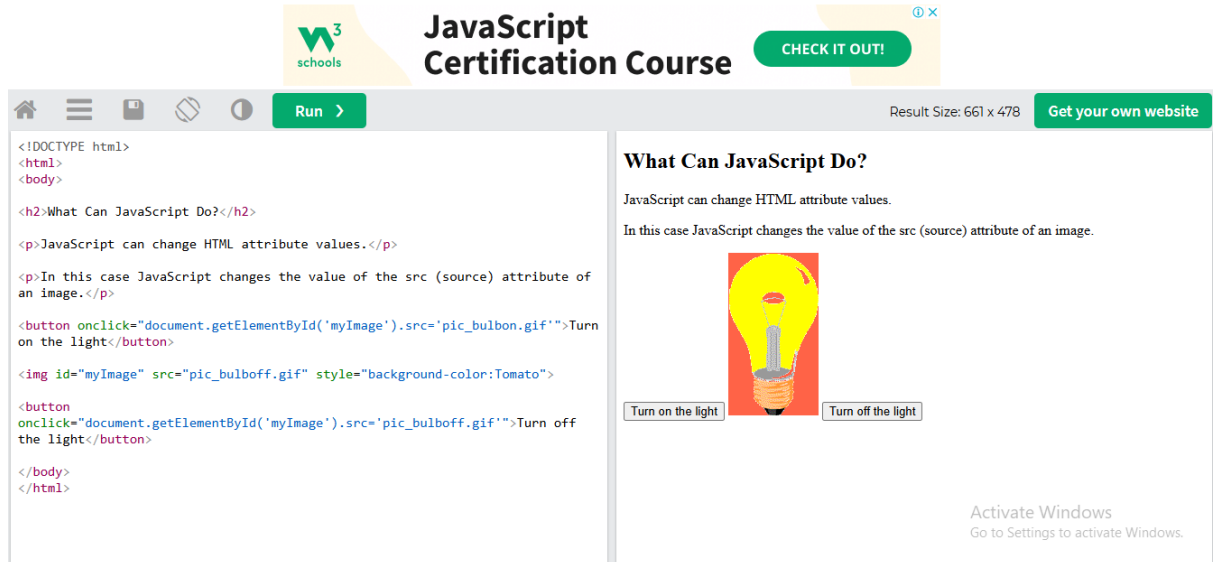 W3 schools
JavaScript
Certification Course
CHECK IT OUT!
Run ❯
Result Size: 661 x 478
Get your own website
<!DOCTYPE html>
<html>
<body>
<h2>What Can JavaScript Do?</h2>
<p>JavaScript can change HTML attribute values.</p>
<p>In this case JavaScript changes the value of the src (source) attribute of
an image.</p>
<button onclick="document.getElementById('myImage').src='pic_bulbon.gif'">Turn
on the light</button>
<img id="myImage" src="pic_bulboff.gif" style="background-color:Tomato">
<button
onclick="document.getElementById('myImage').src='pic_bulboff.gif'">Turn off
the light</button>
</body>
</html>
What Can JavaScript Do?
JavaScript can change HTML attribute values.
In this case JavaScript changes the value of the src (source) attribute of an image.
Turn on the light
Turn off the light
Activate Windows
Go to Settings to activate Windows.